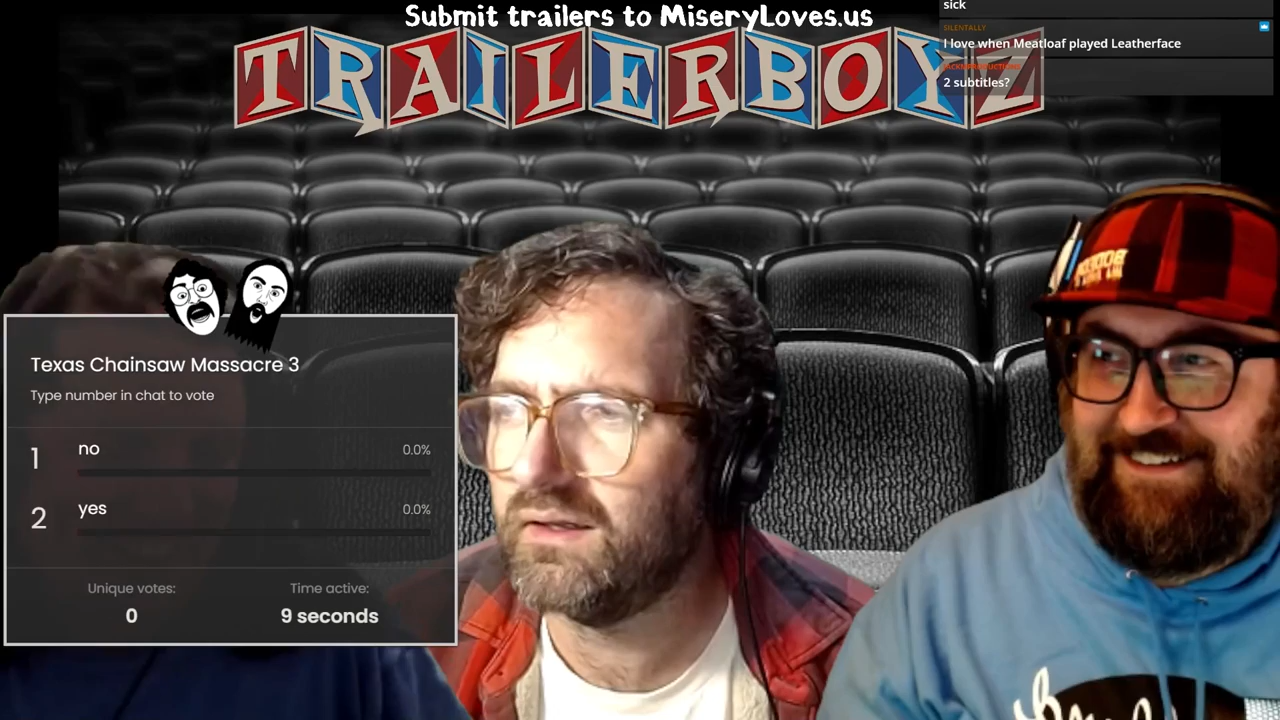 Submit trailers to MiseryLoves.us
TRAILERBOYZ
sick
SILENTALLY
I love when Meatloaf played Leatherface
2 subtitles?
Texas Chainsaw Massacre 3
Type number in chat to vote
1 no 0.0%
2 yes 0.0%
Unique votes: Time active:
0 9 seconds